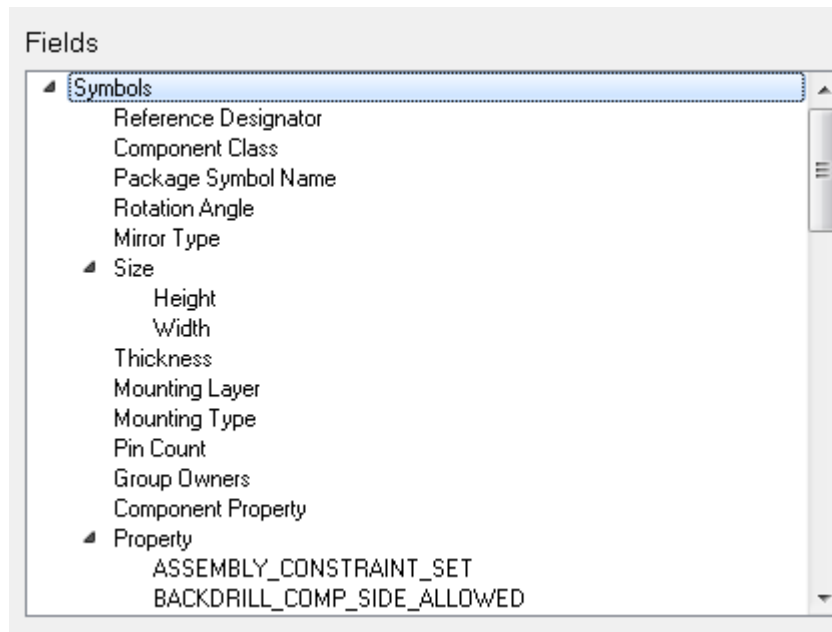 Fields
Symbols
Reference Designator
Component Class
Package Symbol Name
Rotation Angle
Mirror Type
Size
Height
Width
Thickness
Mounting Layer
Mounting Type
Pin Count
Group Owners
Component Property
Property
ASSEMBLY_CONSTRAINT_SET
BACKDRILL_COMP_SIDE_ALLOWED